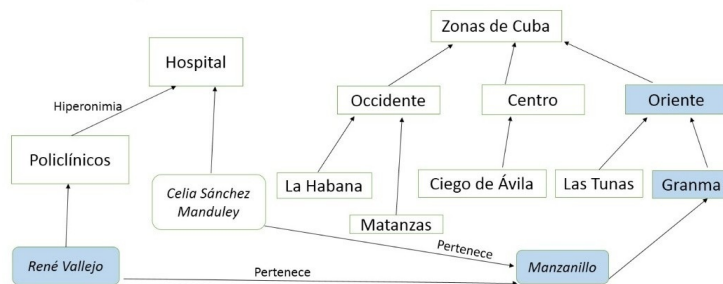 Zonas de Cuba
Hospital
Hiperonimia
Occidente
Centro
Oriente
Policlínicos
La Habana
Ciego de Ávila
Las Tunas
Granma
Celia Sánchez
Manduley
Matanzas
Pertenece
René Vallejo
Pertenece
Manzanillo